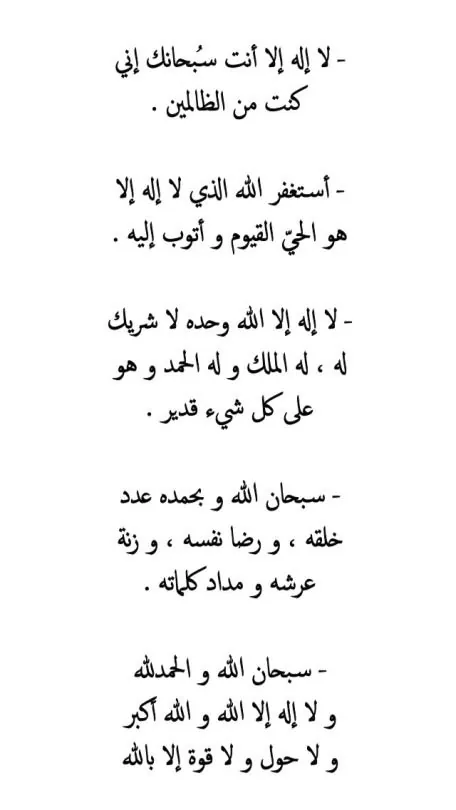 - لا إله إلا أنت سُبحانك إني
كنت من الظالمين .
- أستغفر الله الذي لا إله إلا
هو الحيّ القيوم و أتوب إليه .
- لا إله إلا الله وحده لا شريك
له ، له الملك و له الحمد و هو
على كل شيء قدير .
- سبحان الله و بحمده عدد
خلقه ، و رضا نفسه ، و زنة
عرشه و مداد كلماته .
- سبحان الله و الحمدلله
و لا إله إلا الله و الله أكبر
و لا حول و لا قوة إلا بالله